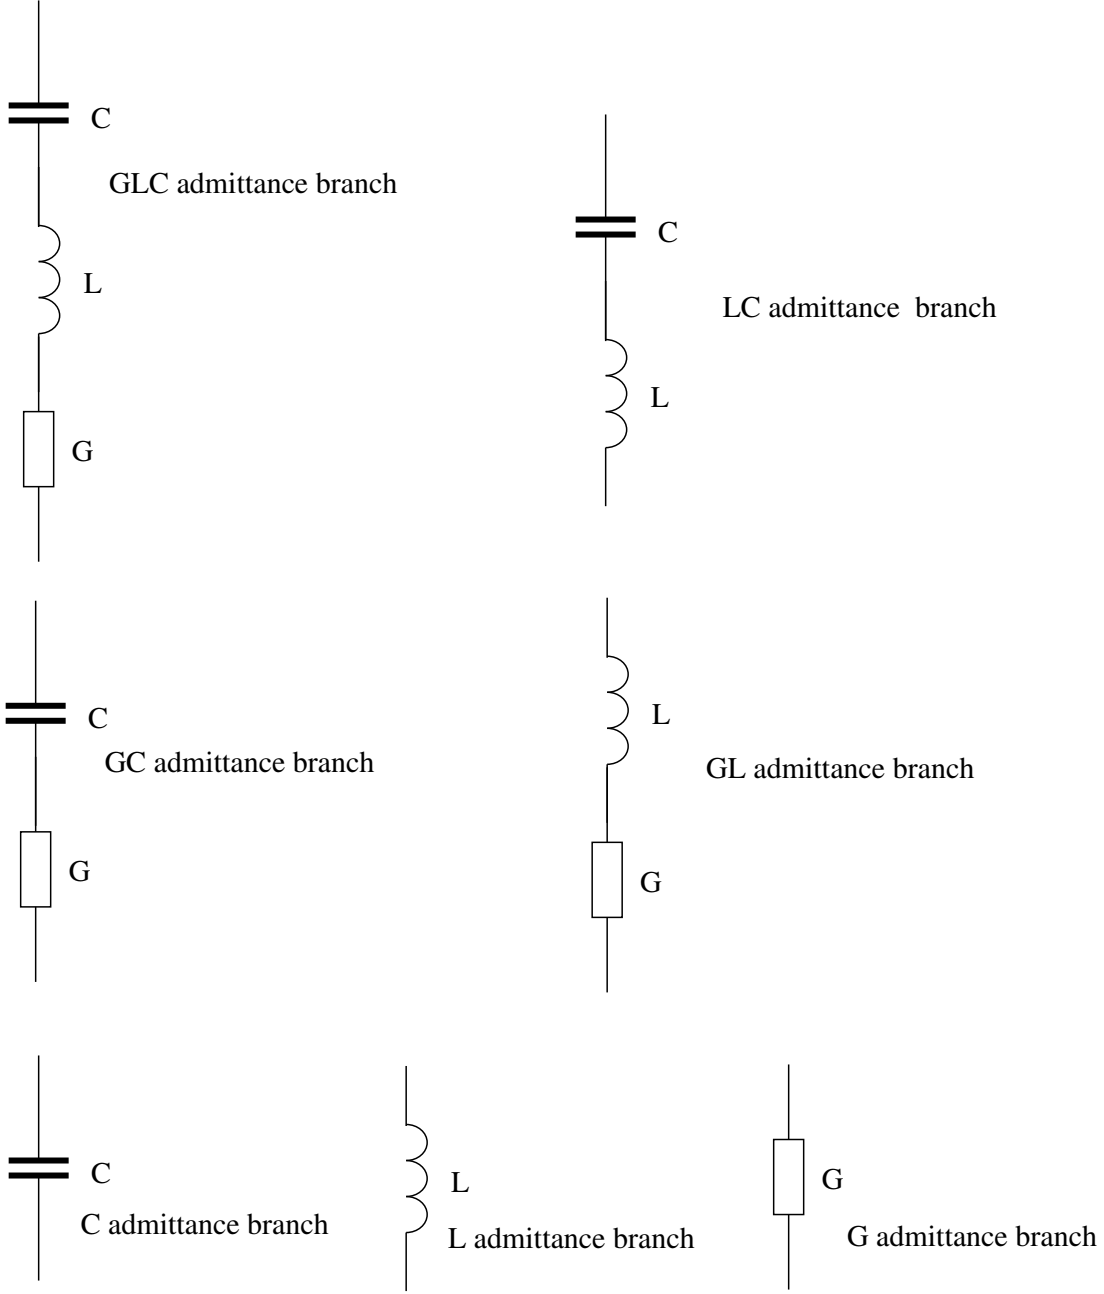 C
GLC admittance branch
L
G
C
LC admittance  branch
L
C
GC admittance branch
G
L
GL admittance branch
G
C
C admittance branch
L
L admittance branch
G
G admittance branch